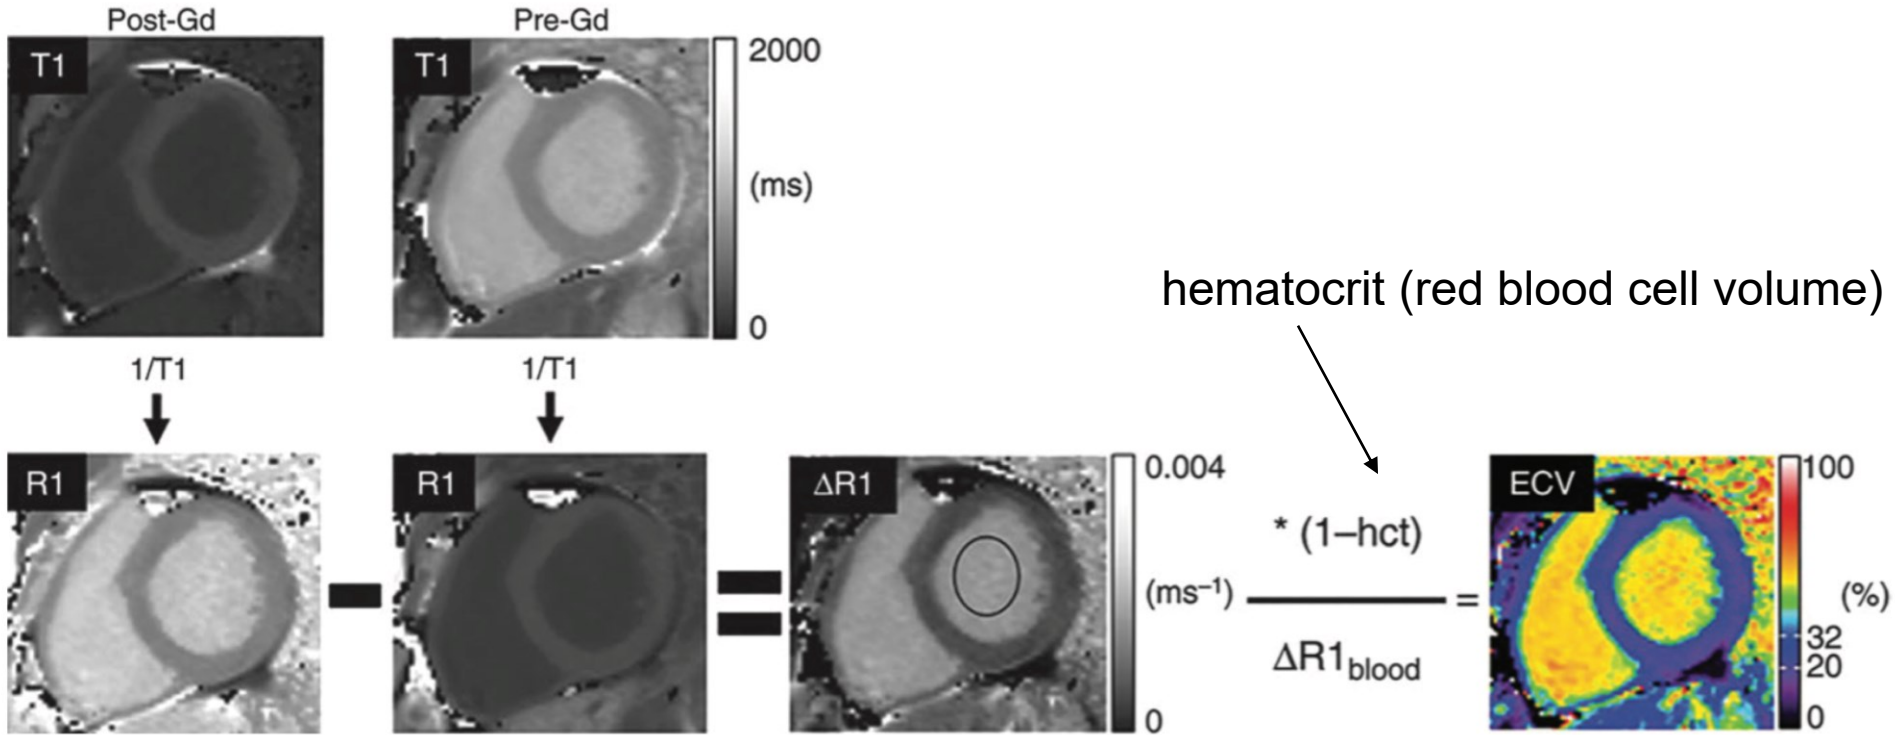 Post-Gd
Pre-Gd
T1
T1
2000
(ms)
0
hematocrit (red blood cell volume)
1/T1
1/T1
R1
R1
ΔR1
0.004
(ms⁻¹)
0
* (1–hct)
ΔR1blood
=
ECV
100
(%)
32
20
0